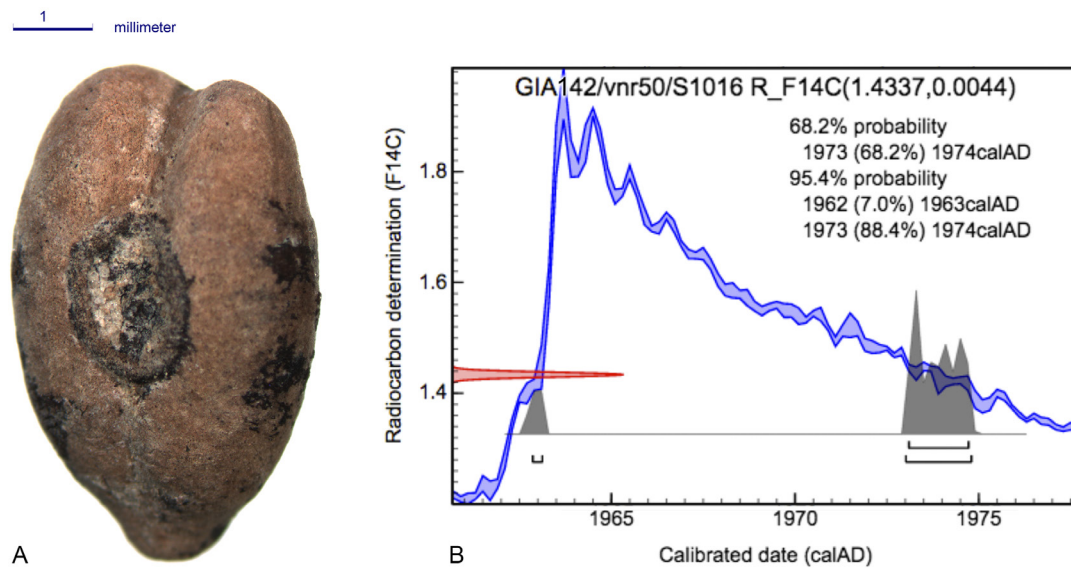 1
millimeter
A
GIA142/vnr50/S1016 R_F14C(1.4337,0.0044)
68.2% probability
1973 (68.2%) 1974calAD
95.4% probability
1962 (7.0%) 1963calAD
1973 (88.4%) 1974calAD
Radiocarbon determination (F14C)
1.8
1.6
1.4
1965 1970 1975
B
Calibrated date (calAD)